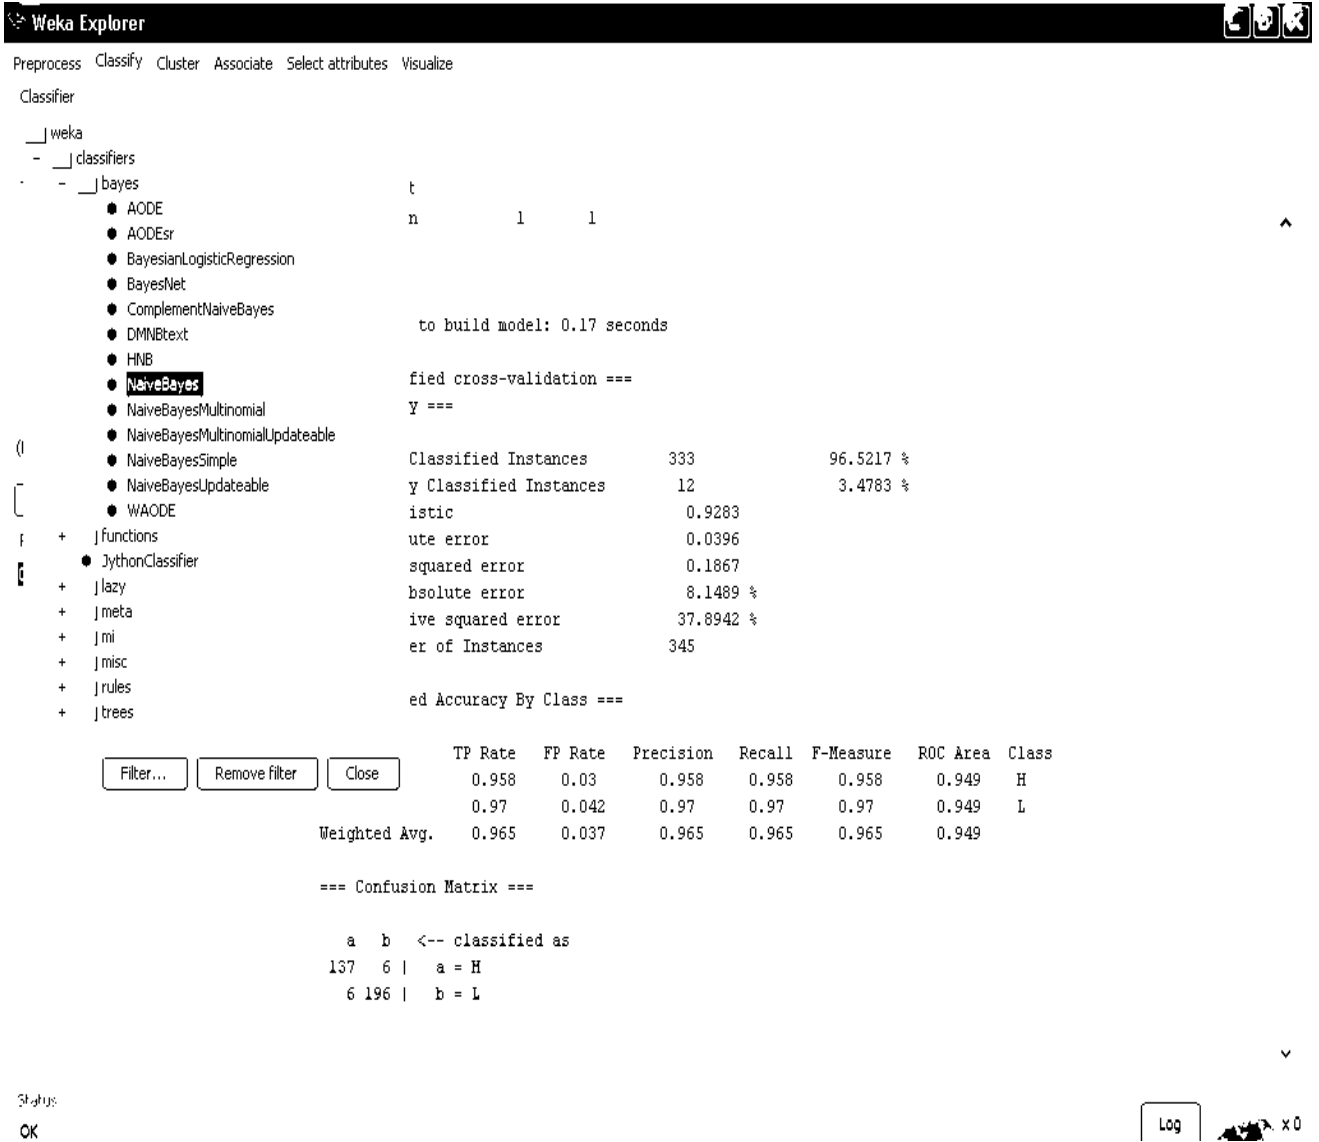 Weka Explorer
Preprocess Classify Cluster Associate Select attributes Visualize
Classifier
weka
- classifiers
- bayes
AODE
AODEsr
BayesianLogisticRegression
BayesNet
ComplementNaiveBayes
DMNBtext
HNB
NaiveBayes
NaiveBayesMultinomial
NaiveBayesMultinomialUpdateable
NaiveBayesSimple
NaiveBayesUpdateable
WAODE
+ functions
JythonClassifier
+ lazy
+ meta
+ mi
+ misc
+ rules
+ trees
Filter... Remove filter Close
t
n 1 1
to build model: 0.17 seconds
fied cross-validation ===
y ===
Classified Instances 333 96.5217 %
y Classified Instances 12 3.4783 %
istic 0.9283
ute error 0.0396
squared error 0.1867
bsolute error 8.1489 %
ive squared error 37.8942 %
er of Instances 345
ed Accuracy By Class ===
TP Rate FP Rate Precision Recall F-Measure ROC Area Class
0.958 0.03 0.958 0.958 0.958 0.949 H
0.97 0.042 0.97 0.97 0.97 0.949 L
Weighted Avg. 0.965 0.037 0.965 0.965 0.965 0.949
=== Confusion Matrix ===
a b <-- classified as
137 6 | a = H
6 196 | b = L
Status
OK
Log
x 0